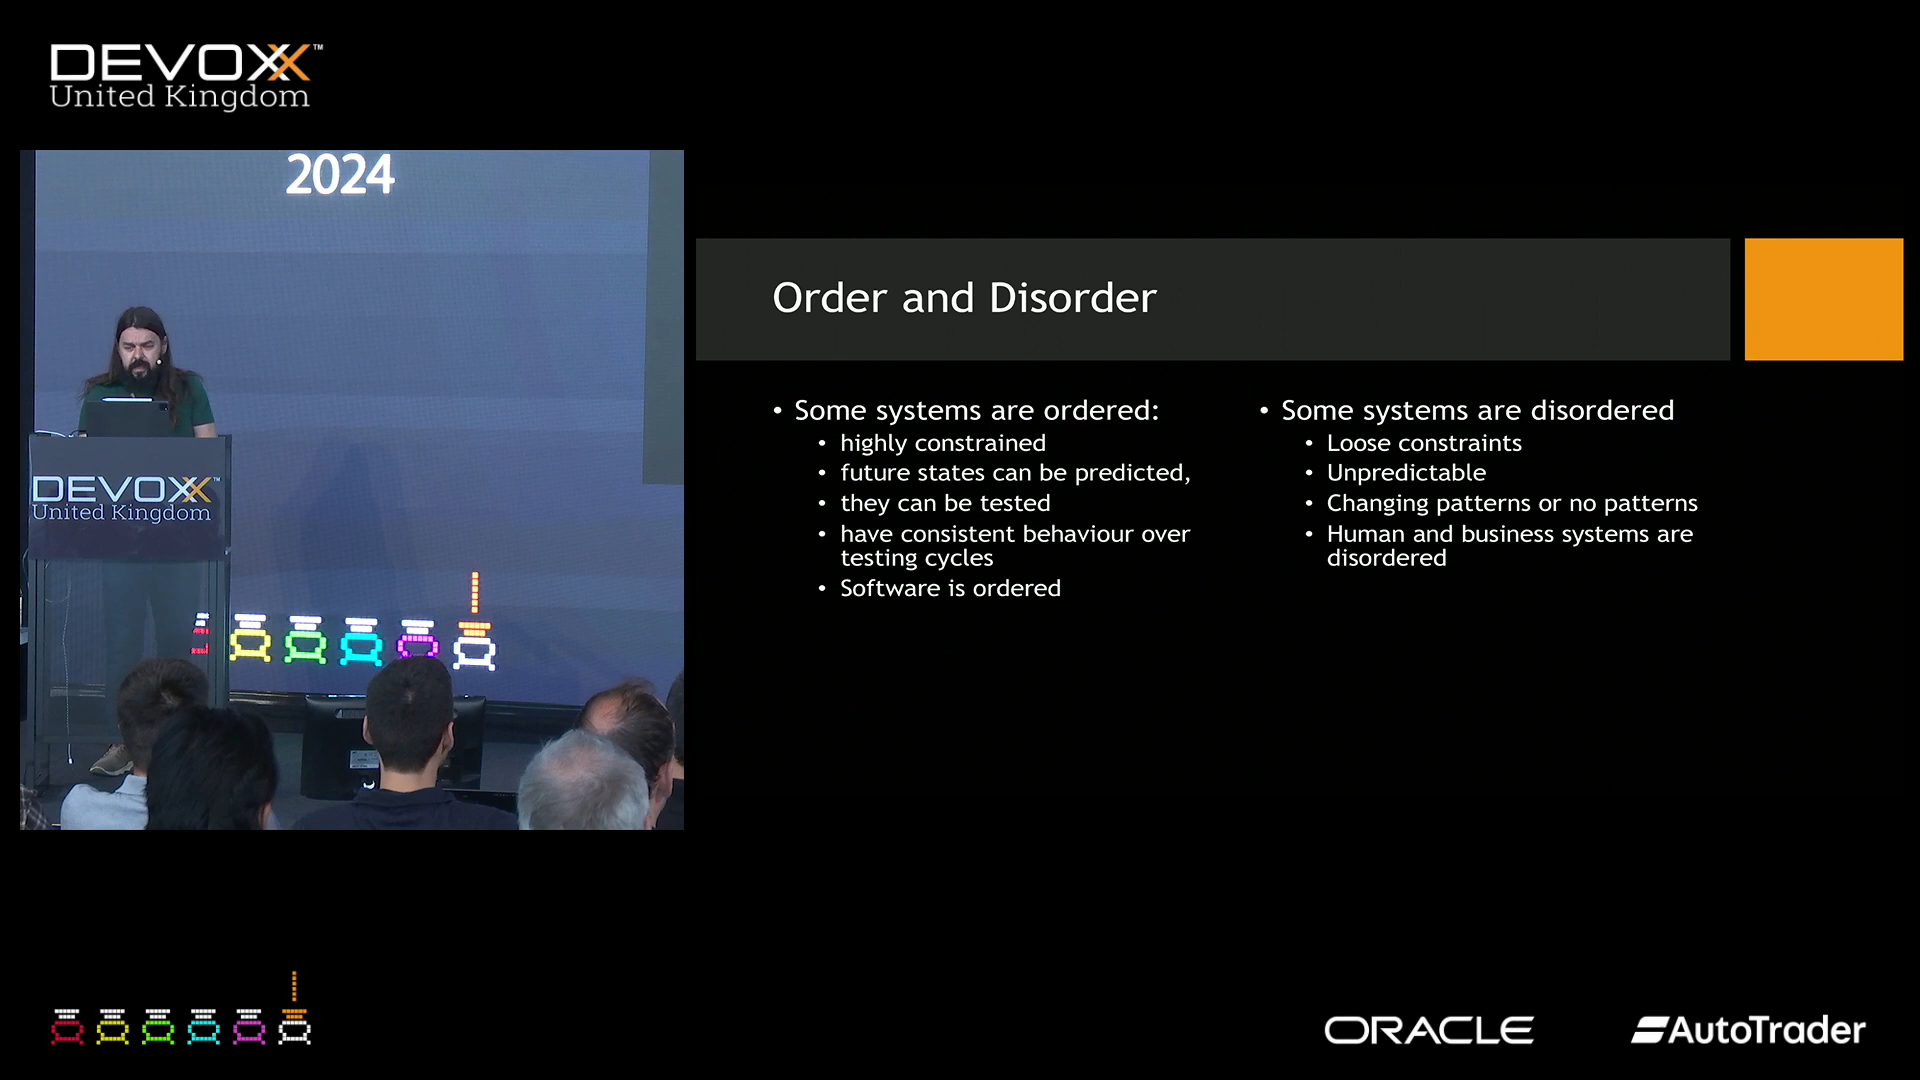 DEVOXX™
United Kingdom
2024
DEVOXX™
United Kingdom
Order and Disorder
• Some systems are ordered:
• highly constrained
• future states can be predicted,
• they can be tested
• have consistent behaviour over
testing cycles
• Software is ordered
• Some systems are disordered
• Loose constraints
• Unpredictable
• Changing patterns or no patterns
• Human and business systems are
disordered
ORACLE
AutoTrader